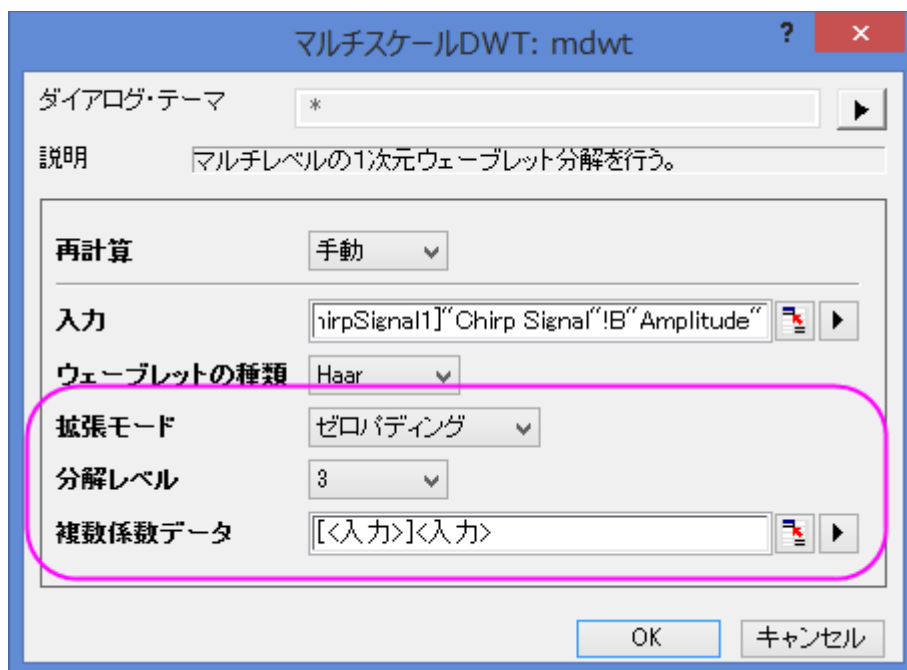 マルチスケールDWT: mdwt
?
×
ダイアログ・テーマ
*
説明
マルチレベルの1次元ウェーブレット分解を行う。
再計算
手動
入力
hirpSignal1]"Chirp Signal"!B"Amplitude"
ウェーブレットの種類
Haar
拡張モード
ゼロパディング
分解レベル
3
複数係数データ
[<入力>]<入力>
OK
キャンセル